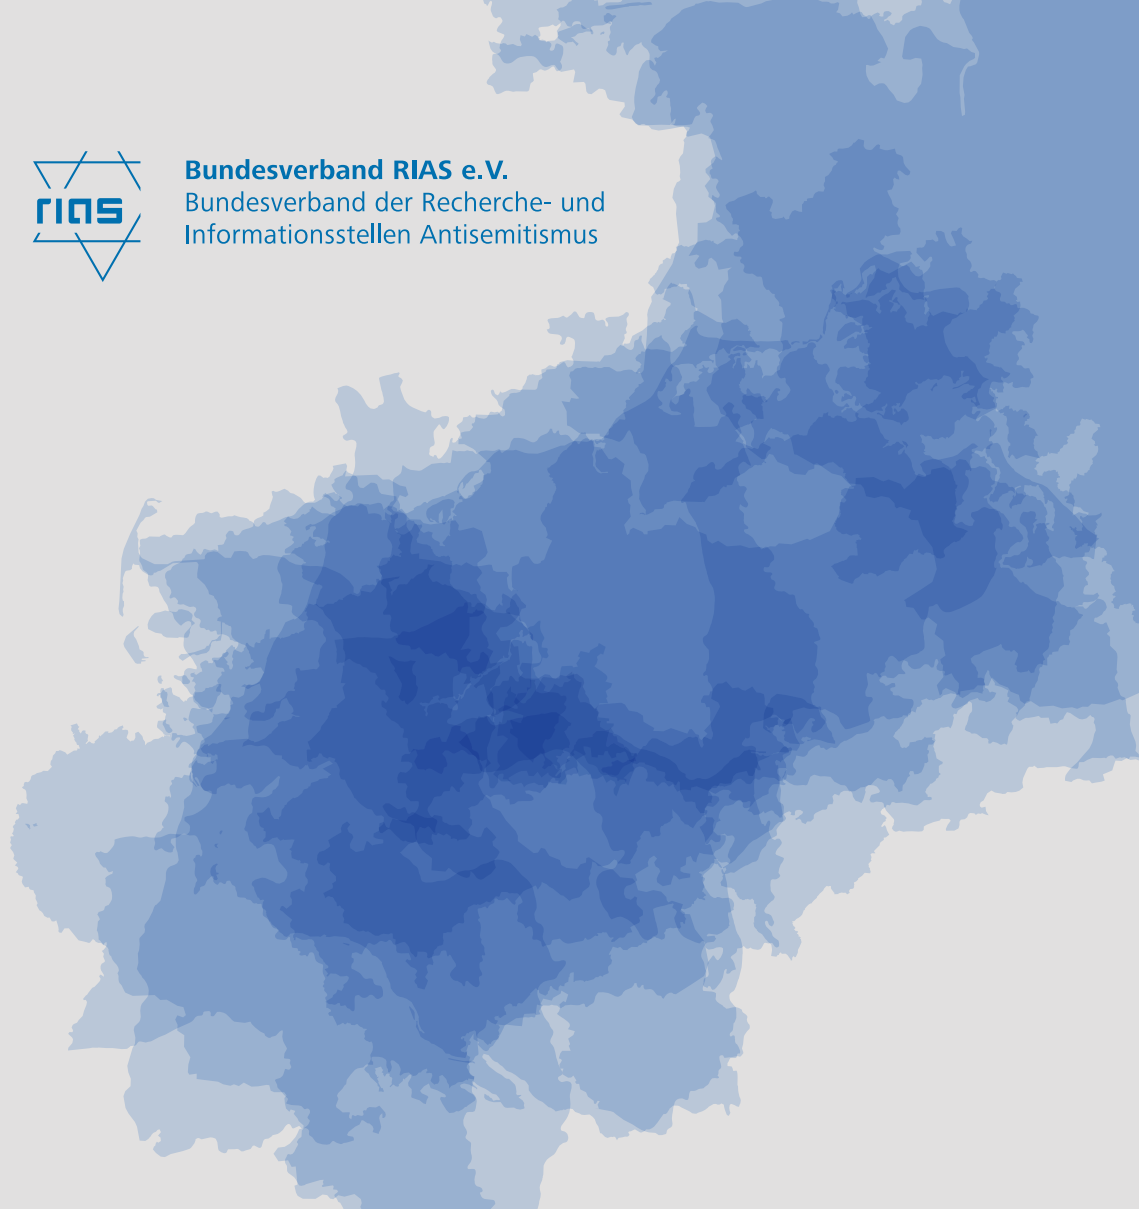 rias
Bundesverband RIAS e.V.
Bundesverband der Recherche- und
Informationsstellen Antisemitismus